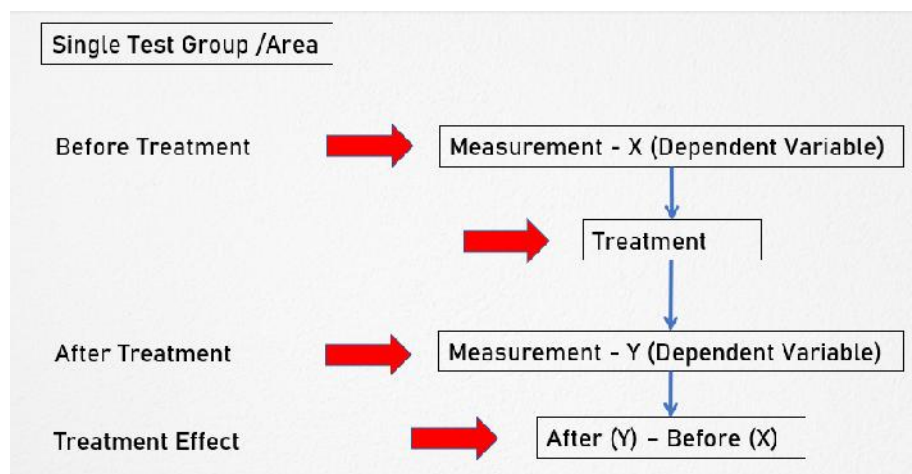 Single Test Group /Area
Before Treatment
Measurement - X (Dependent Variable)
Treatment
After Treatment
Measurement - Y (Dependent Variable)
Treatment Effect
After (Y) - Before (X)